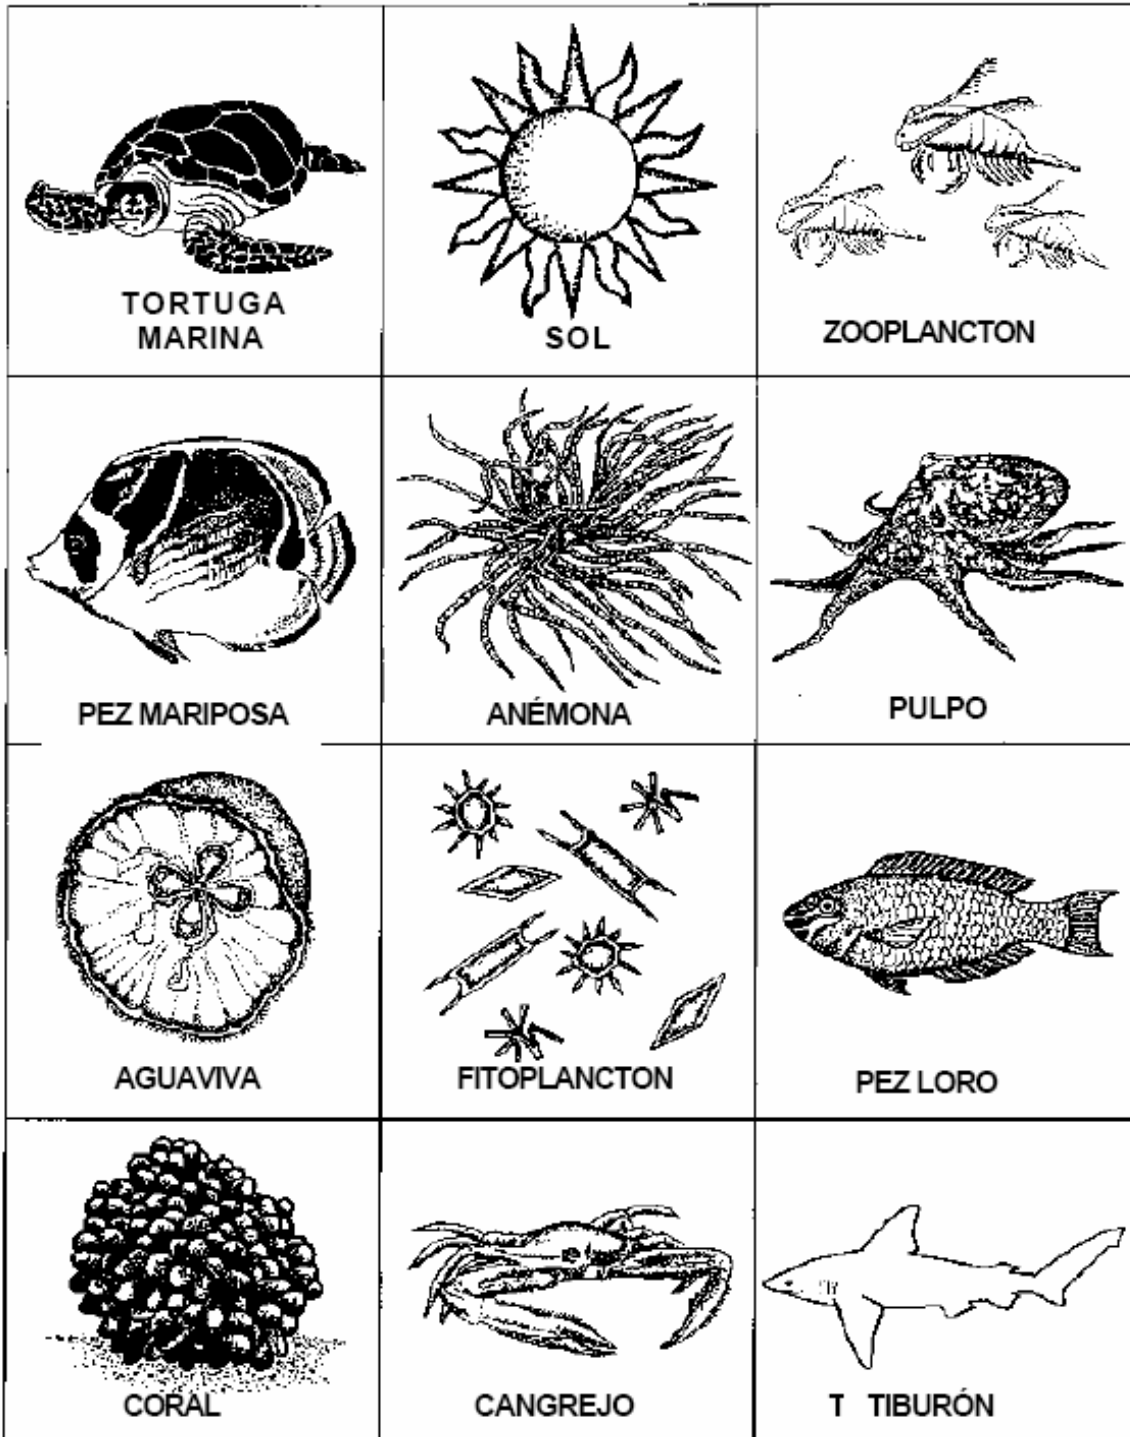 TORTUGA
MARINA
SOL
ZOOPLANCTON
PEZ MARIPOSA
ANÉMONA
PULPO
AGUAVIVA
FITOPLANCTON
PEZ LORO
CORAL
CANGREJO
T TIBURÓN